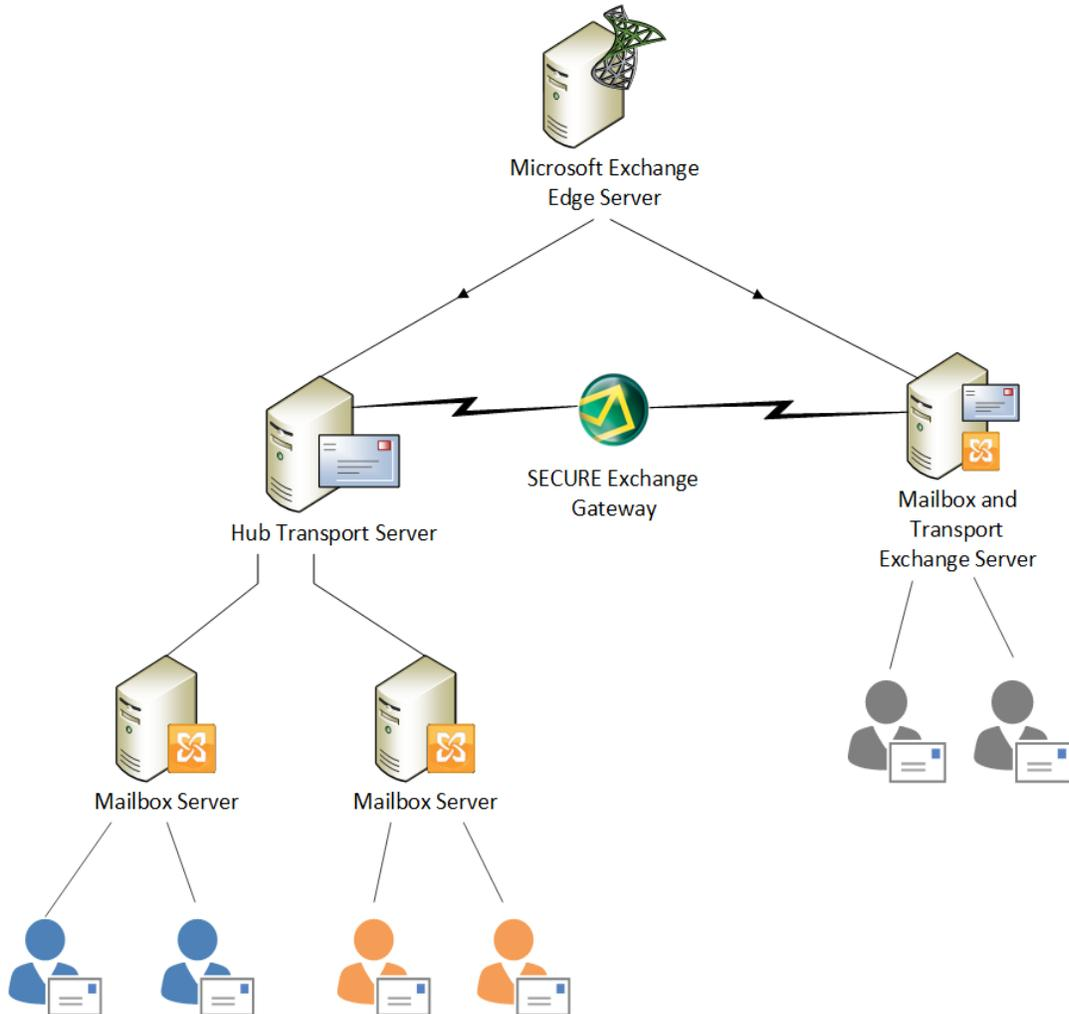 Microsoft Exchange
Edge Server
SECURE Exchange
Gateway
Hub Transport Server
Mailbox and
Transport
Exchange Server
Mailbox Server
Mailbox Server